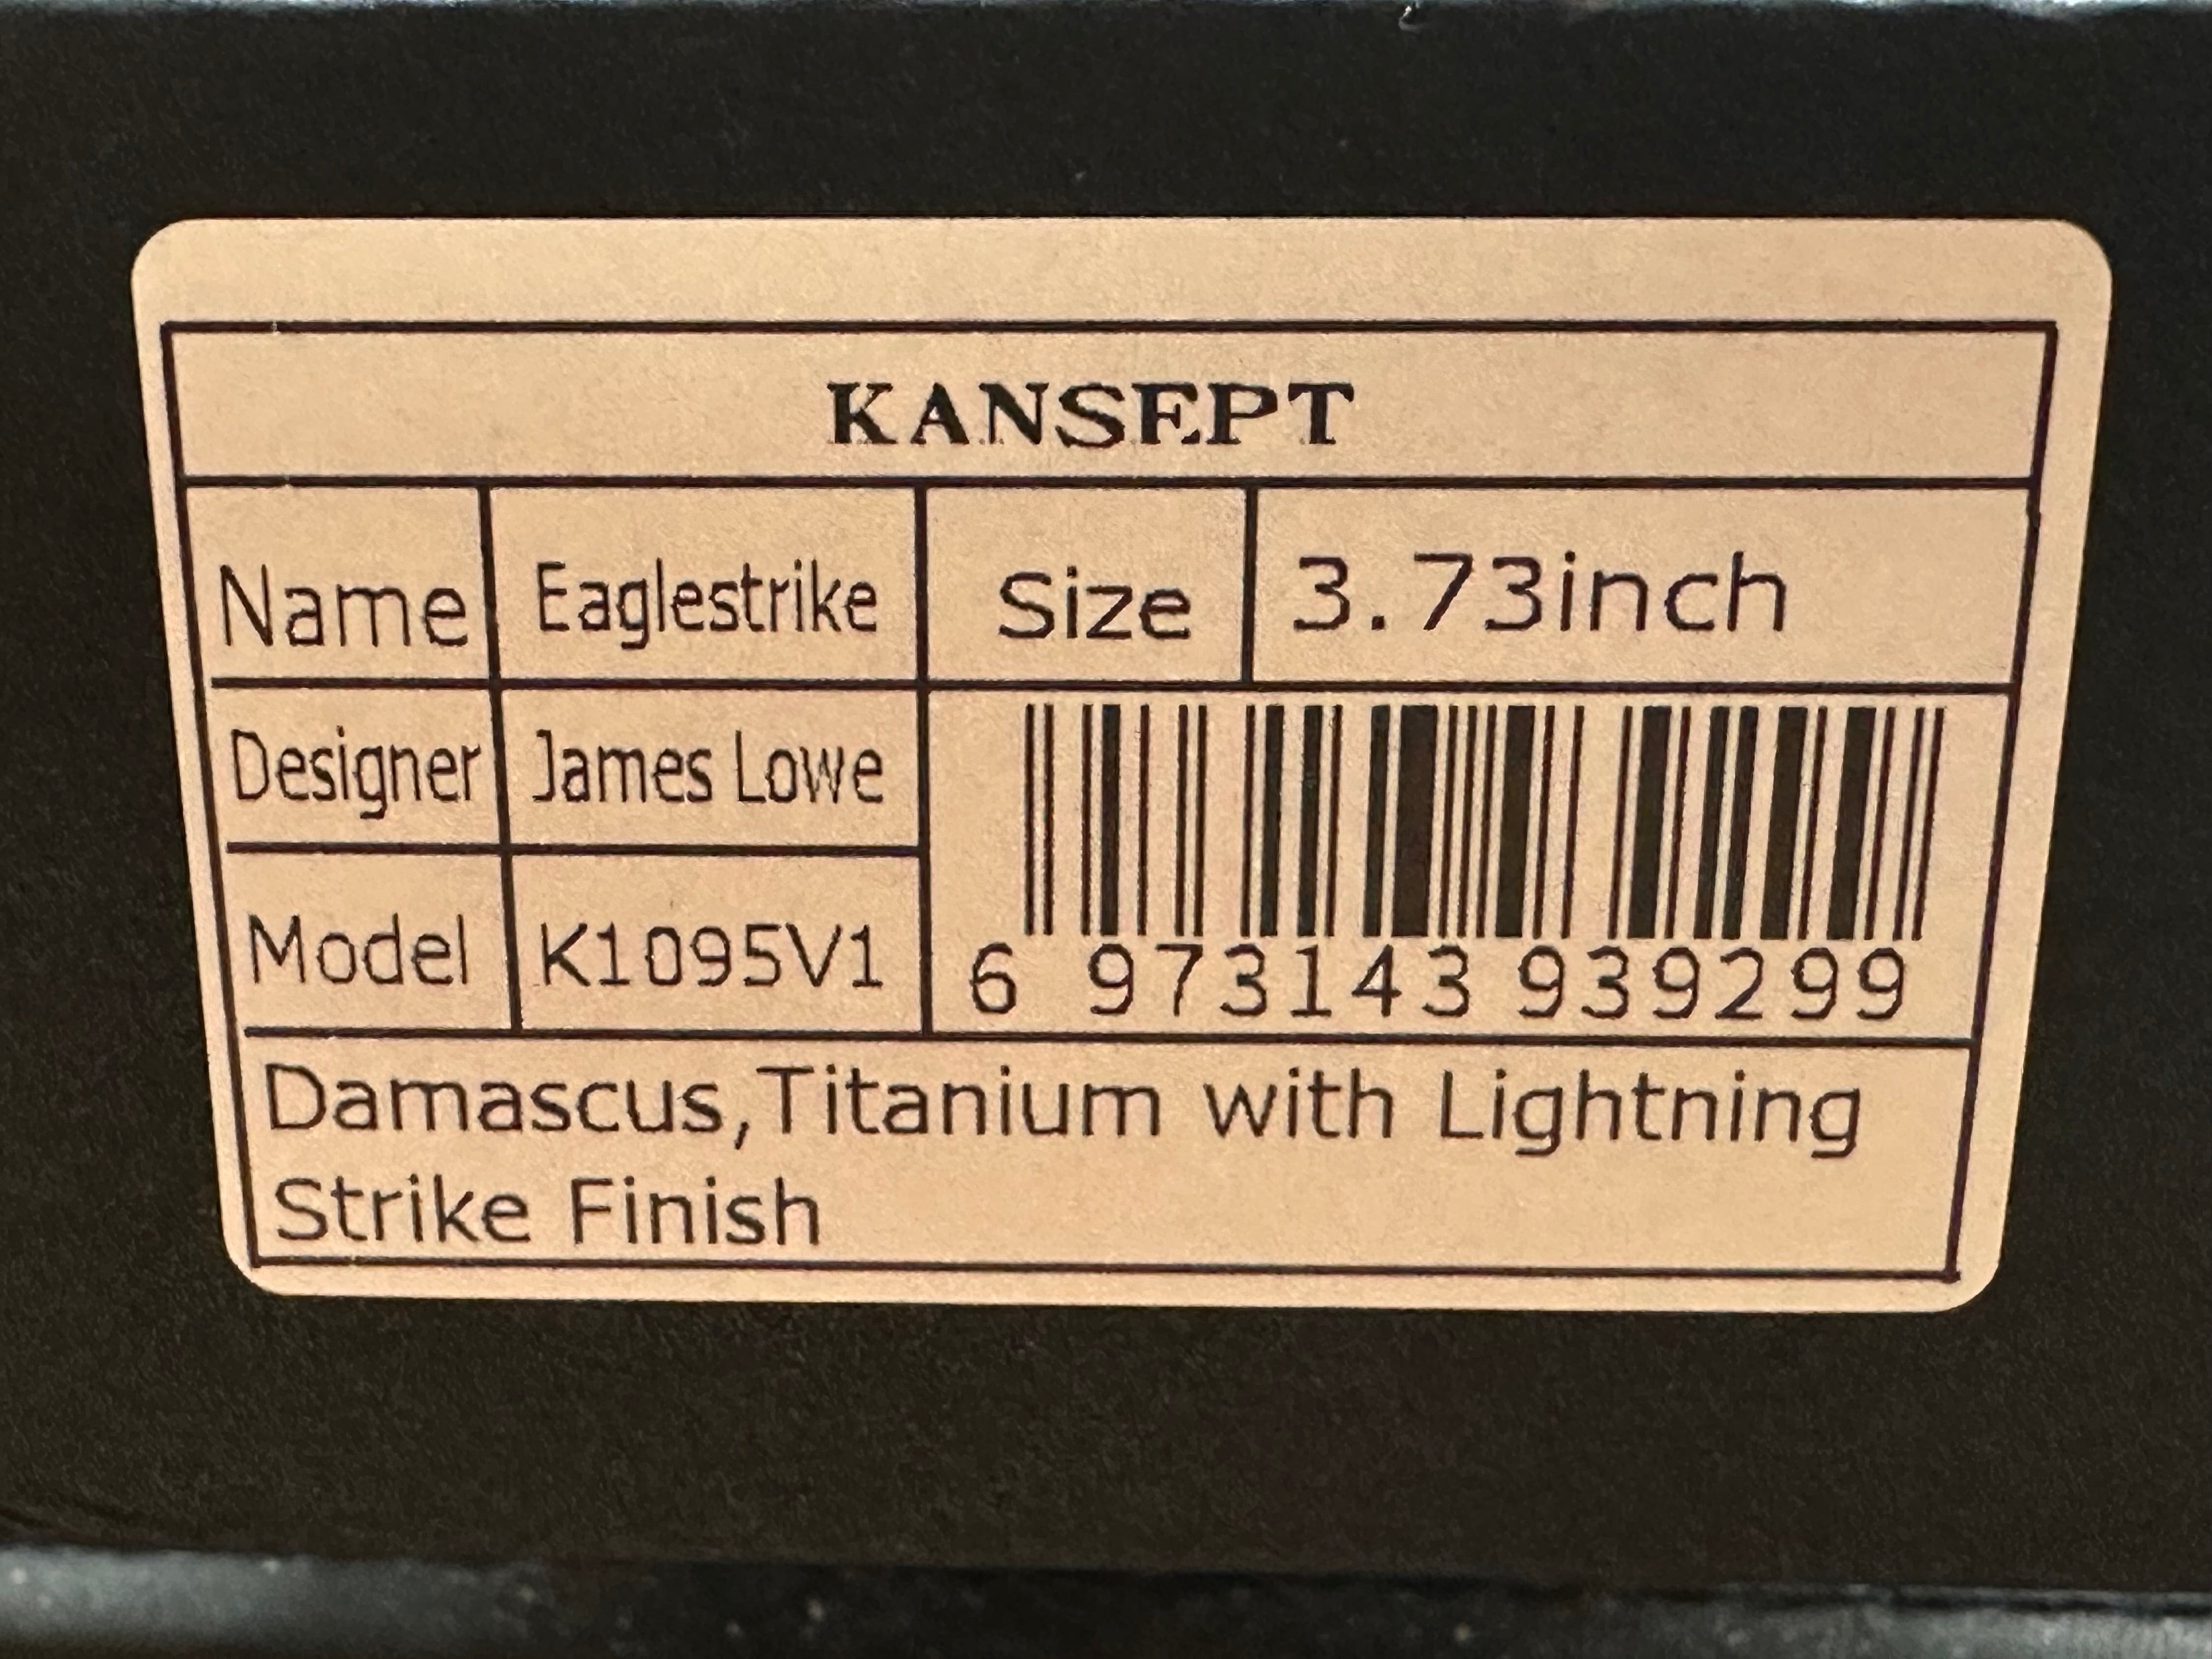 KANSEPT
Name Eaglestrike Size 3.73inch
Designer James Lowe
Model K1095V1
6 973143 939299
Damascus,Titanium with Lightning
Strike Finish